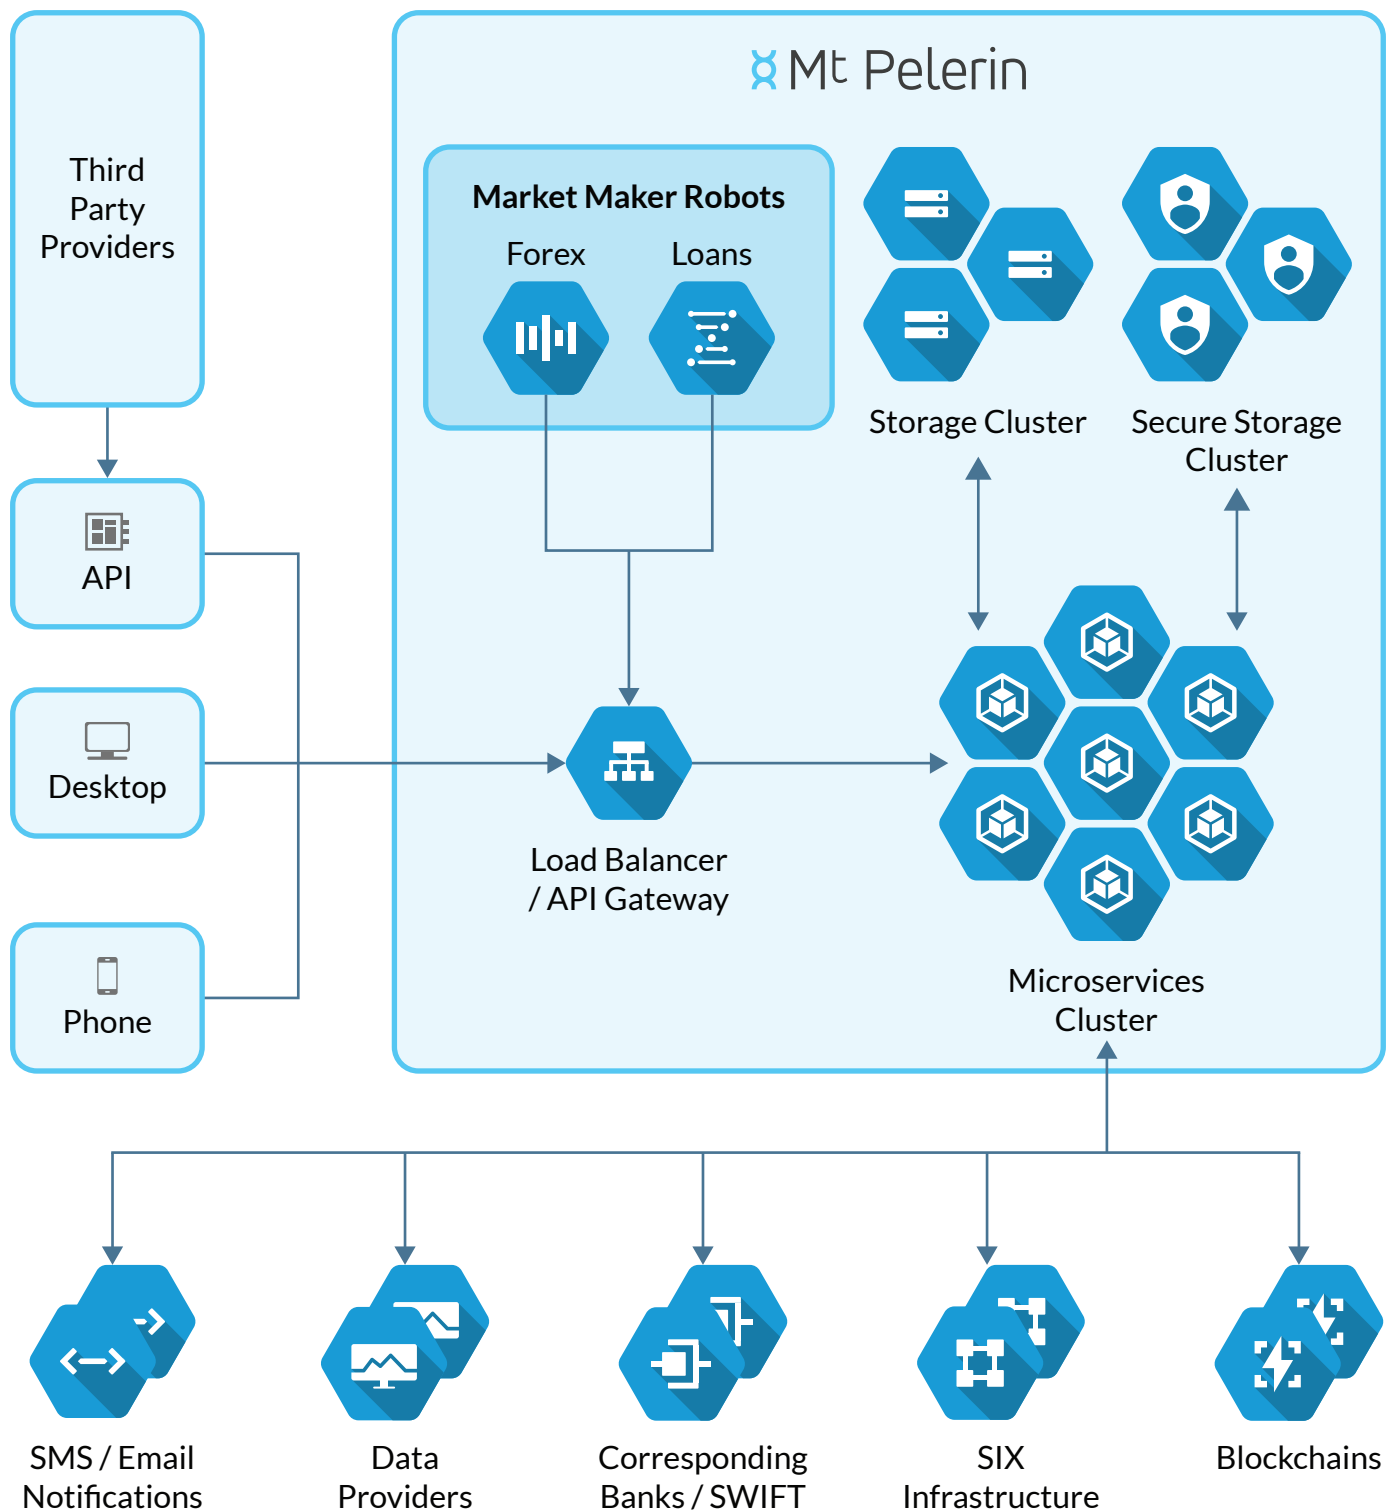 Mt Pelerin
Third
Party
Providers
Market Maker Robots
Forex
Loans
Storage Cluster
Secure Storage
Cluster
API
Desktop
Load Balancer
/ API Gateway
Phone
Microservices
Cluster
SMS / Email
Notifications
Data
Providers
Corresponding
Banks / SWIFT
SIX
Infrastructure
Blockchains